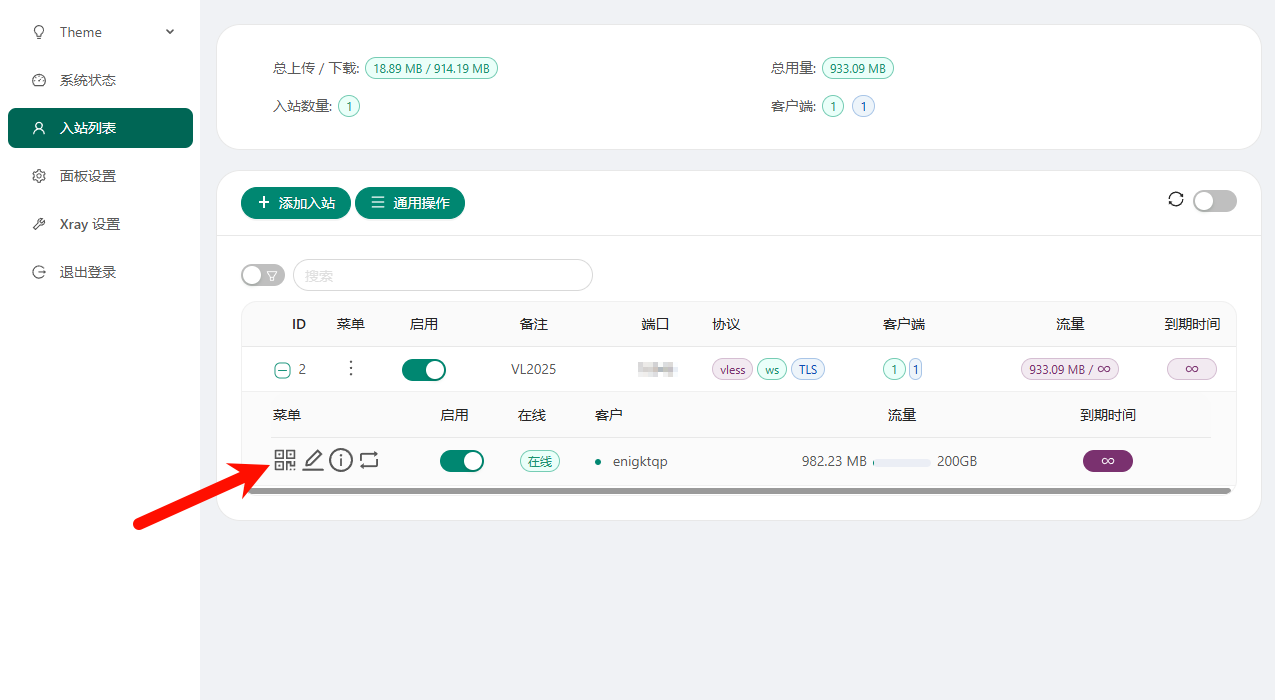 Theme
系统状态
入站列表
面板设置
Xray 设置
退出登录
总上传 / 下载: 18.89 MB / 914.19 MB
总用量: 933.09 MB
入站数量: 1
客户端: 1 1
添加入站 通用操作
搜索
ID 菜单 启用 备注 端口 协议 客户端 流量 到期时间
2 VL2025 vless ws TLS 1 1 933.09 MB / ∞ ∞
菜单 启用 在线 客户 流量 到期时间
在线 enigktqp 982.23 MB 200GB ∞